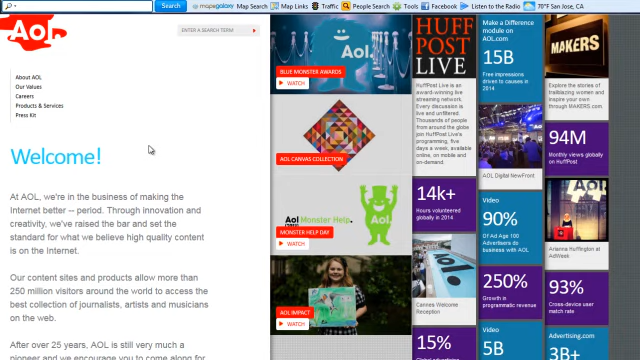 Search
mapsgalaxy
Map Links
Traffic
People Search
Tools
Facebook
Listen to the Radio
70°F San Jose, CA
Aol.
ENTER A SEARCH TERM
About AOL
Our Values
Careers
Products & Services
Press Kit
Welcome!
At AOL, we're in the business of making the
Internet better -- period. Through innovation and
creativity, we've raised the bar and set the
standard for what we believe high quality content
is on the Internet.
Our content sites and products allow more than
250 million visitors around the world to access the
best collection of journalists, artists and musicians
on the web.
After over 25 years, AOL is still very much a
pioneer and we encourage you to come along for
Aol.
BLUE MONSTER AWARDS
WATCH
AOL CANVAS COLLECTION
Aol Monster Help.
Aol.
MONSTER HELP DAY
WATCH
AOL IMPACT
WATCH
HUFF
POST
LIVE
HuffPost Live is an
award-winning live
streaming network.
Every discussion is
live and unfiltered.
Thousands of people
from around the globe
join HuffPost Live's
programming, five
days a week, available
online, on mobile and
on-demand.
14k+
Hours volunteered
globally in 2014
Aol.
Cannes Welcome
Reception
15%
Make a Difference
module on
AOL.com
15B
Free impressions
driven to causes in
2014
AOL Digital NewFront
Video
90%
Of Ad Age 100
Advertisers do
business with AOL
250%
Growth in
programmatic revenue
Video
5B
MAKERS
Explore the stories of
trailblazing women and
inspire your own
through MAKERS.com.
94M
Monthly views globally
on HuffPost
Arianna Huffington at
AdWeek
93%
Cross-device user
match rate
Advertising.com
3B+